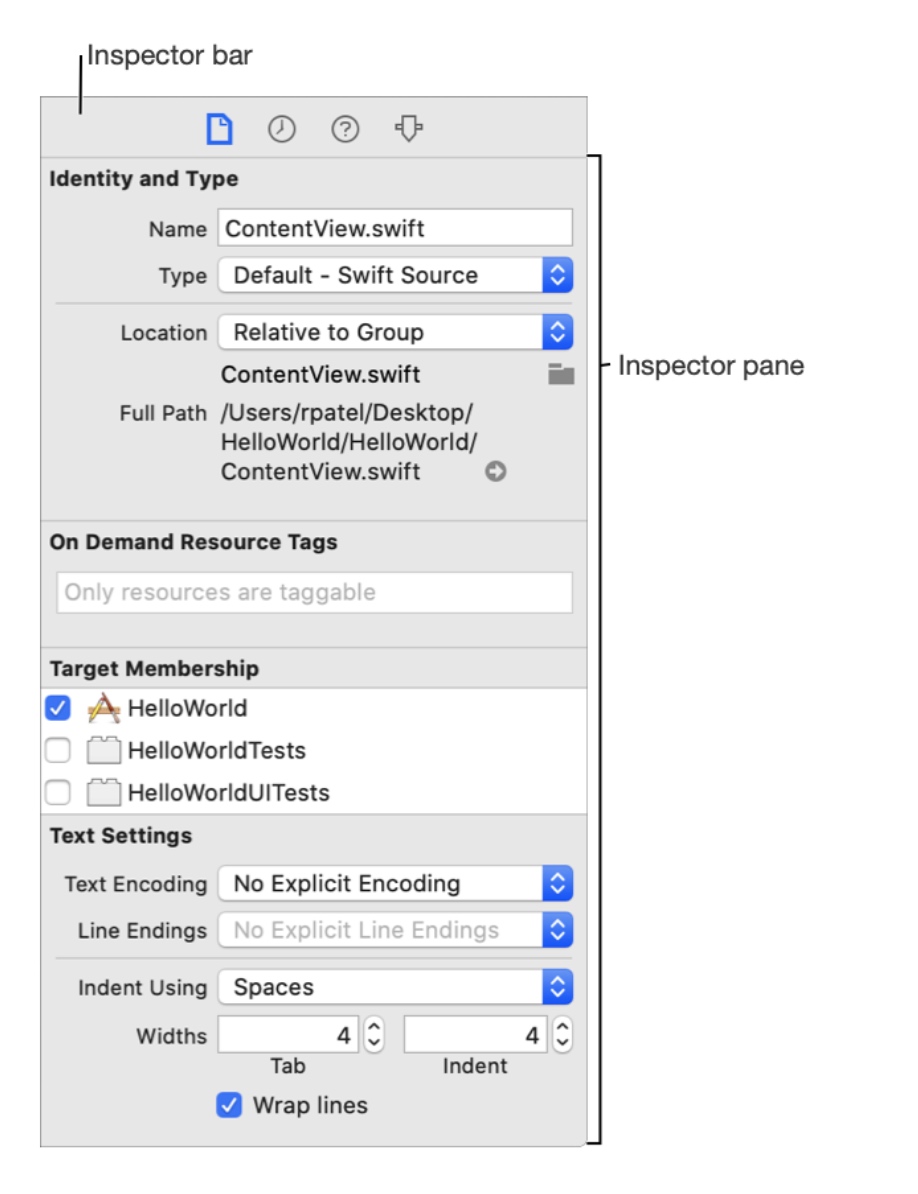 Inspector bar
Identity and Type
Name ContentView.swift
Type Default - Swift Source
Location Relative to Group
ContentView.swift
Inspector pane
Full Path /Users/rpatel/Desktop/
HelloWorld/HelloWorld/
ContentView.swift
On Demand Resource Tags
Only resources are taggable
Target Membership
HelloWorld
HelloWorldTests
HelloWorldUITests
Text Settings
Text Encoding No Explicit Encoding
Line Endings No Explicit Line Endings
Indent Using Spaces
Widths 4 4
Tab Indent
Wrap lines